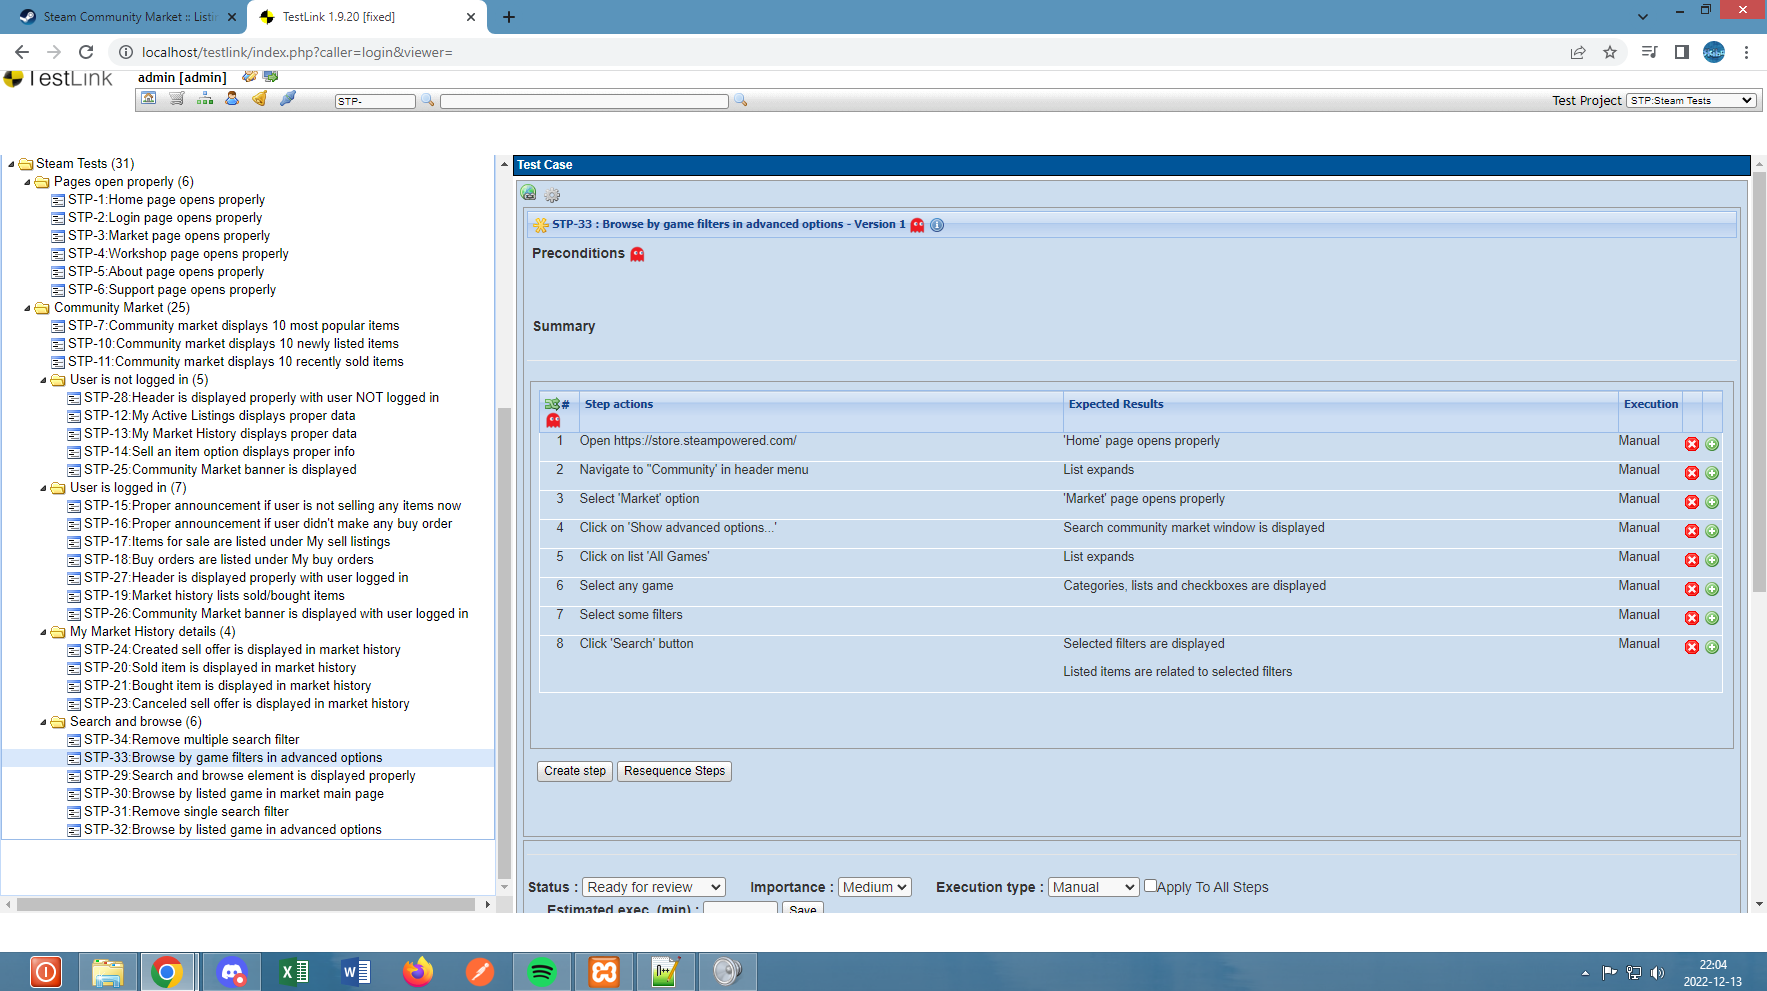 Steam Community Market :: Listi
TestLink 1.9.20 [fixed]
localhost/testlink/index.php?caller=login&viewer=
TestLink
admin [admin]
STP-
Test Project STP:Steam Tests
Steam Tests (31)
Pages open properly (6)
STP-1:Home page opens properly
STP-2:Login page opens properly
STP-3:Market page opens properly
STP-4:Workshop page opens properly
STP-5:About page opens properly
STP-6:Support page opens properly
Community Market (25)
STP-7:Community market displays 10 most popular items
STP-10:Community market displays 10 newly listed items
STP-11:Community market displays 10 recently sold items
User is not logged in (5)
STP-28:Header is displayed properly with user NOT logged in
STP-12:My Active Listings displays proper data
STP-13:My Market History displays proper data
STP-14:Sell an item option displays proper info
STP-25:Community Market banner is displayed
User is logged in (7)
STP-15:Proper announcement if user is not selling any items now
STP-16:Proper announcement if user didn't make any buy order
STP-17:Items for sale are listed under My sell listings
STP-18:Buy orders are listed under My buy orders
STP-27:Header is displayed properly with user logged in
STP-19:Market history lists sold/bought items
STP-26:Community Market banner is displayed with user logged in
My Market History details (4)
STP-24:Created sell offer is displayed in market history
STP-20:Sold item is displayed in market history
STP-21:Bought item is displayed in market history
STP-23:Canceled sell offer is displayed in market history
Search and browse (6)
STP-34:Remove multiple search filter
STP-33:Browse by game filters in advanced options
STP-29:Search and browse element is displayed properly
STP-30:Browse by listed game in market main page
STP-31:Remove single search filter
STP-32:Browse by listed game in advanced options
Test Case
STP-33 : Browse by game filters in advanced options - Version 1
Preconditions
Summary
# Step actions Expected Results Execution
1 Open https://store.steampowered.com/ 'Home' page opens properly Manual
2 Navigate to "Community' in header menu List expands Manual
3 Select 'Market' option 'Market' page opens properly Manual
4 Click on 'Show advanced options...' Search community market window is displayed Manual
5 Click on list 'All Games' List expands Manual
6 Select any game Categories, lists and checkboxes are displayed Manual
7 Select some filters Manual
8 Click 'Search' button Selected filters are displayed Manual
Listed items are related to selected filters
Create step Resequence Steps
Status : Ready for review Importance : Medium Execution type : Manual Apply To All Steps
Estimated exec. (min) : Save
22:04
2022-12-13